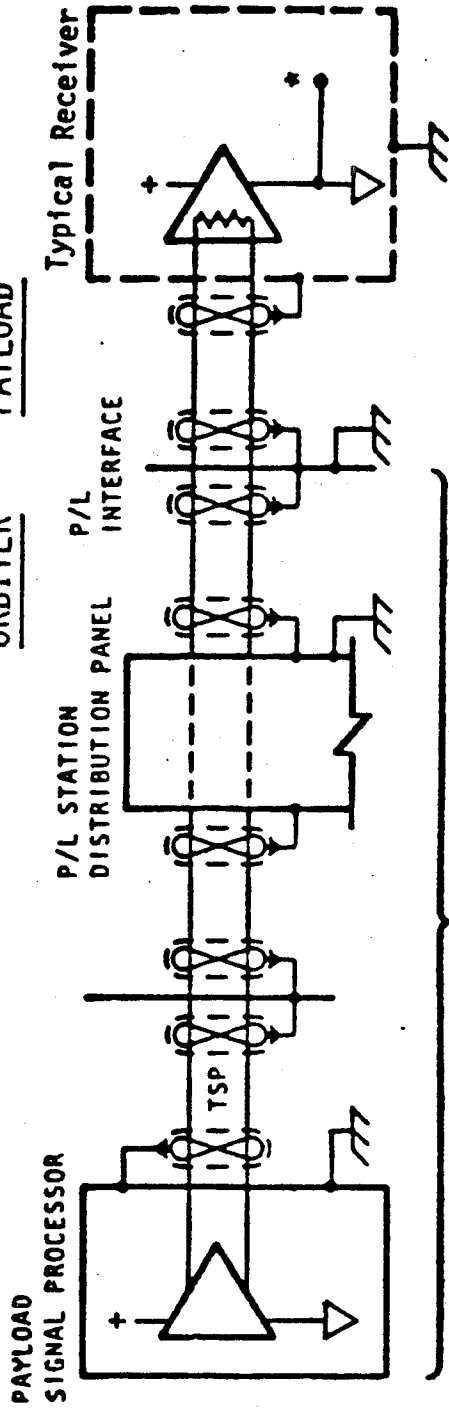 PAYLOAD
SIGNAL PROCESSOR
+
TSP
P/L STATION
DISTRIBUTION PANEL
P/L
INTERFACE
ORBITER
PAYLOAD
Typical Receiver
+
*